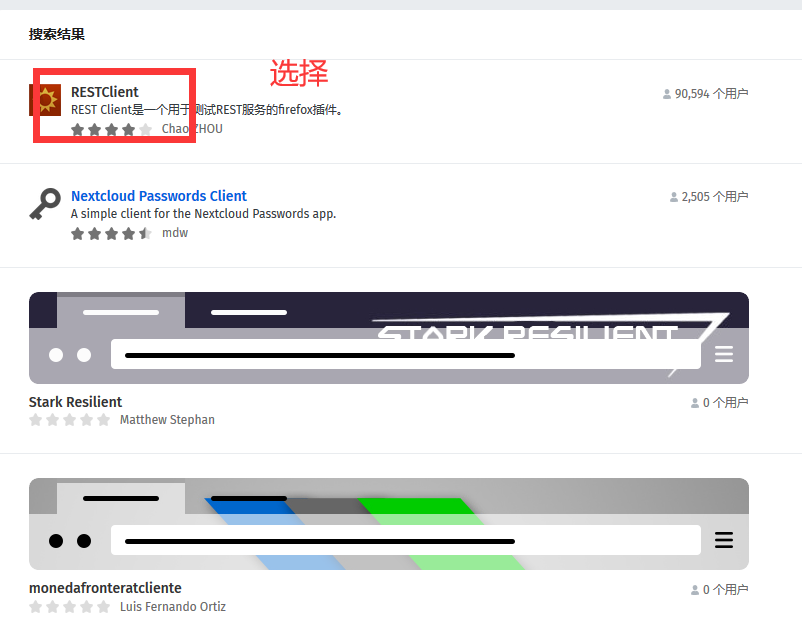 搜索结果
选择
RESTClient
90,594 个用户
REST Client是一个用于测试REST服务的firefox插件。
Chao ZHOU
Nextcloud Passwords Client
2,505 个用户
A simple client for the Nextcloud Passwords app.
mdw
STARK RESILIENT
Stark Resilient
0 个用户
Matthew Stephan
monedafronteratcliente
0 个用户
Luis Fernando Ortiz